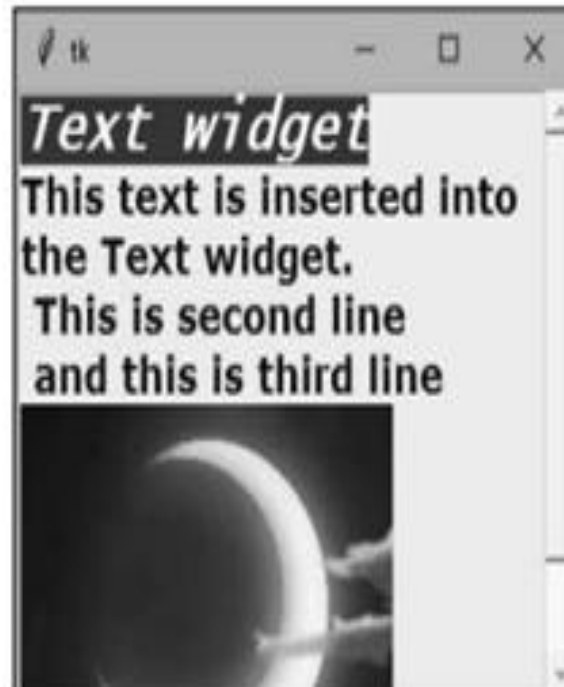 tk
Text widget
This text is inserted into
the Text widget.
This is second line
and this is third line